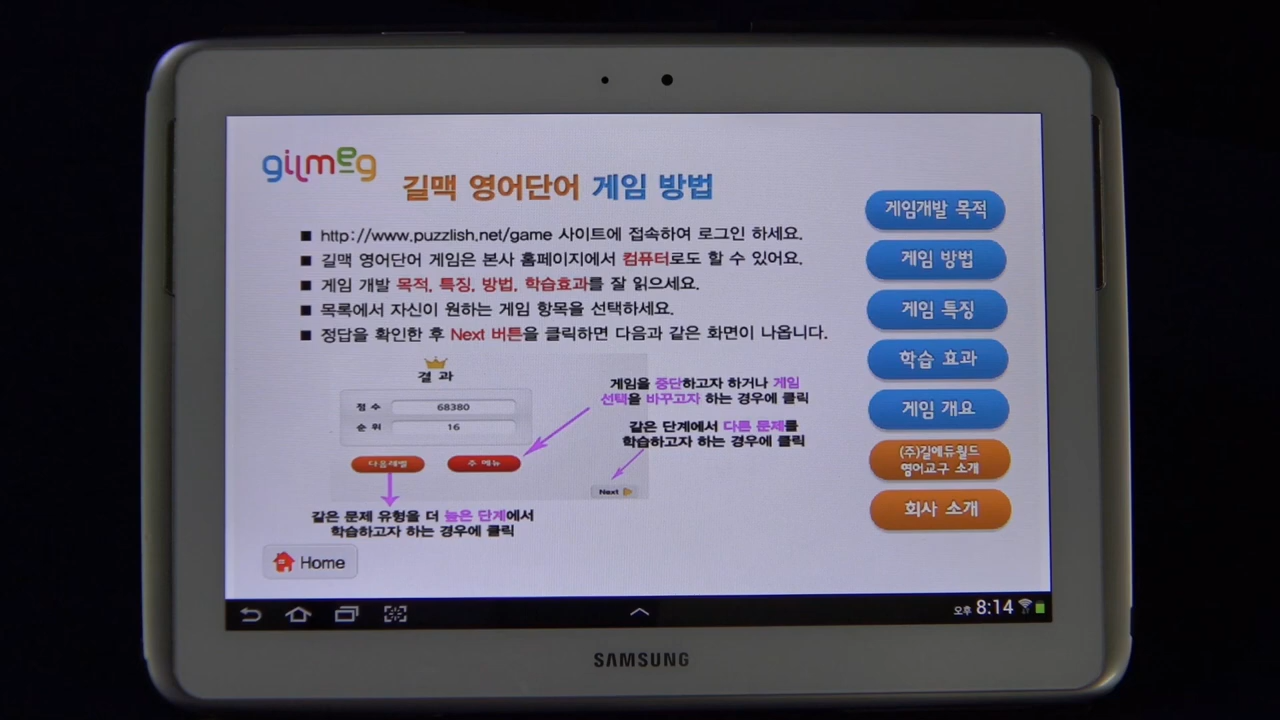 gilmeg
길맥 영어단어 게임 방법
■ http://www.puzzlish.net/game 사이트에 접속하여 로그인 하세요.
■ 길맥 영어단어 게임은 본사 홈페이지에서 컴퓨터로도 할 수 있어요.
■ 게임 개발 목적, 특징, 방법, 학습효과를 잘 읽으세요.
■ 목록에서 자신이 원하는 게임 항목을 선택하세요.
■ 정답을 확인한 후 Next 버튼을 클릭하면 다음과 같은 화면이 나옵니다.
결 과
점 수 68380
순 위 16
다음레벨 주 메뉴
게임을 중단하고자 하거나 게임
선택을 바꾸고자 하는 경우에 클릭
같은 단계에서 다른 문제를
학습하고자 하는 경우에 클릭
Next
같은 문제 유형을 더 높은 단계에서
학습하고자 하는 경우에 클릭
Home
게임개발 목적
게임 방법
게임 특징
학습 효과
게임 개요
(주)길에듀월드
영어교구 소개
회사 소개
오후 8:14
SAMSUNG